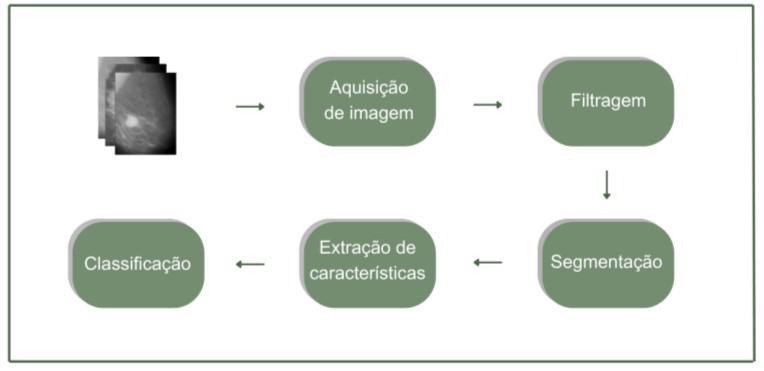 Aquisição
de imagem
Filtragem
Segmentação
Extração de
características
Classificação